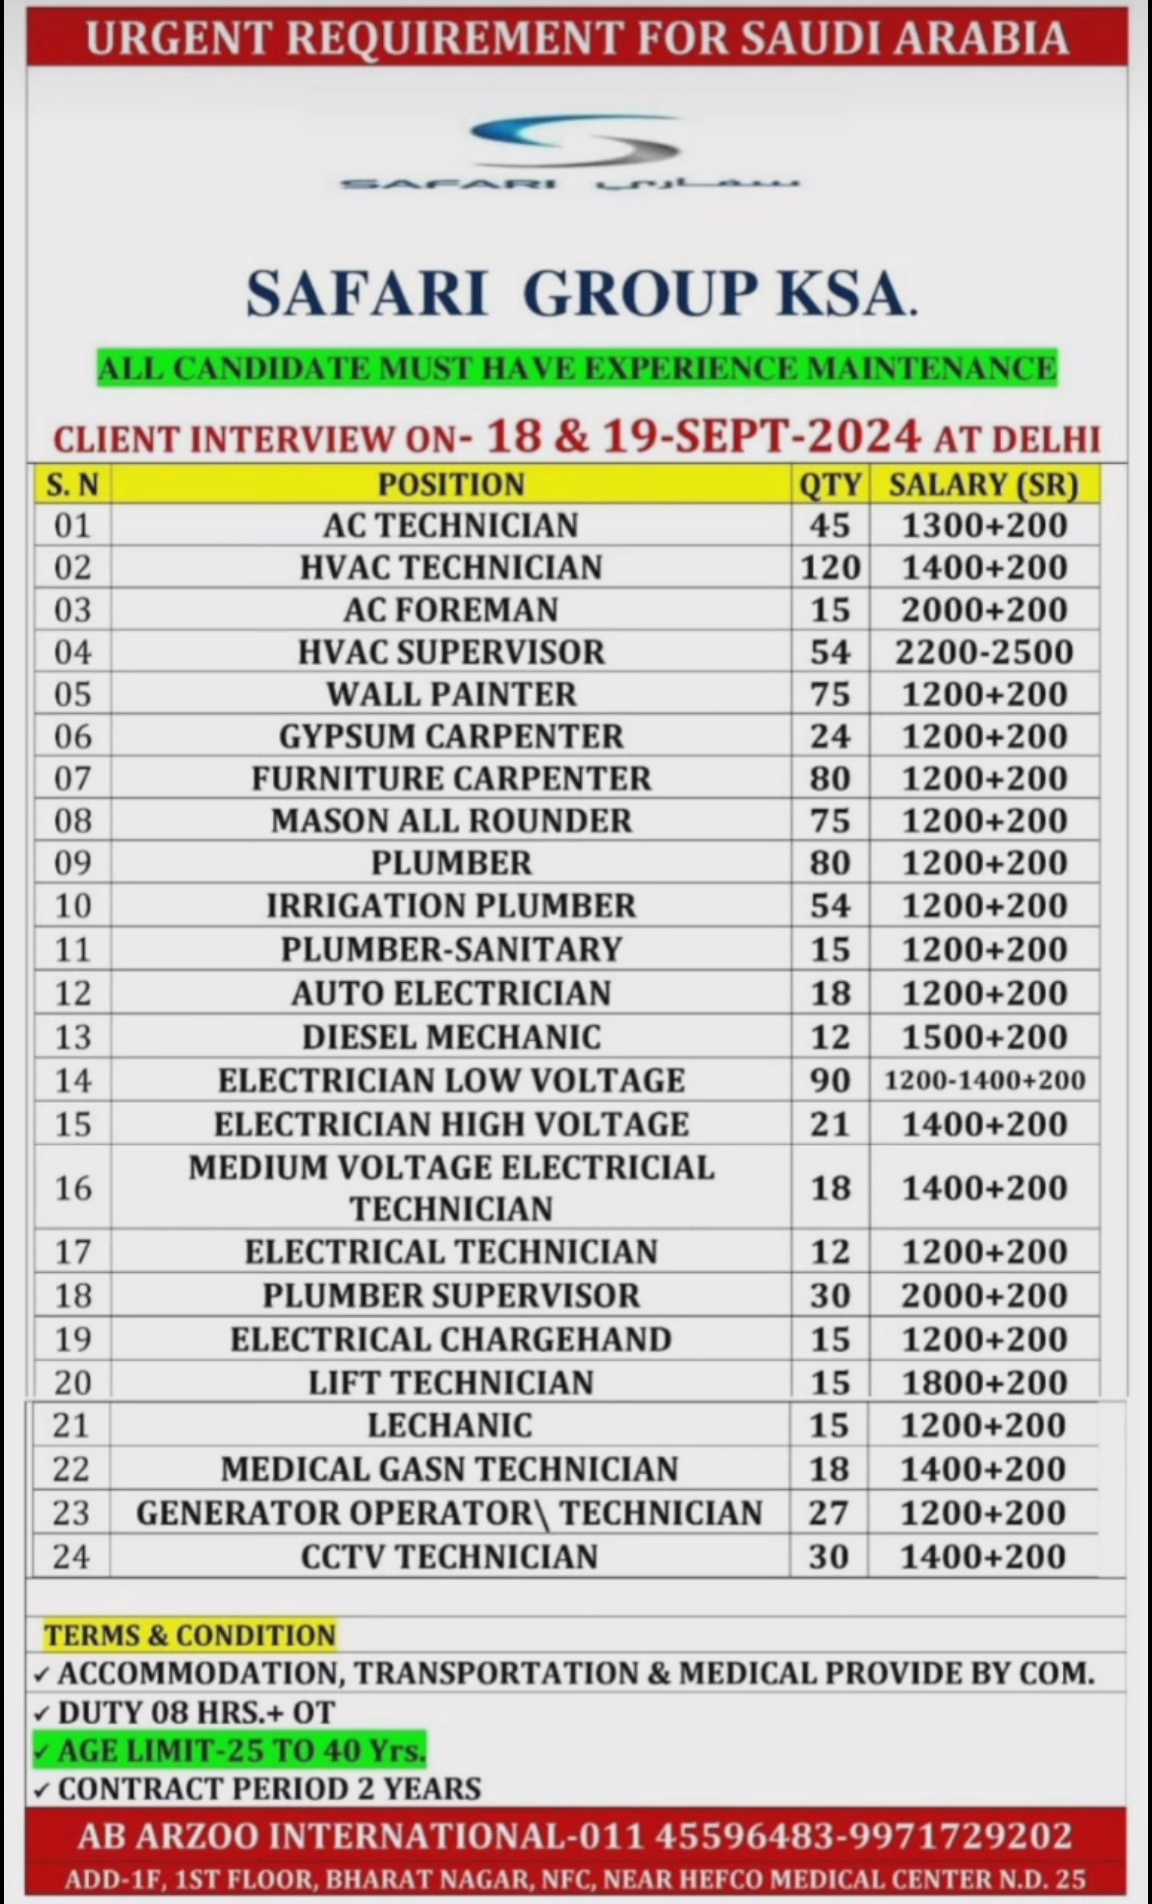 URGENT REQUIREMENT FOR SAUDI ARABIA
SAFARI سفاري
SAFARI GROUP KSA.
ALL CANDIDATE MUST HAVE EXPERIENCE MAINTENANCE
CLIENT INTERVIEW ON- 18 & 19-SEPT-2024 AT DELHI
S. N POSITION QTY SALARY (SR)
01 AC TECHNICIAN 45 1300+200
02 HVAC TECHNICIAN 120 1400+200
03 AC FOREMAN 15 2000+200
04 HVAC SUPERVISOR 54 2200-2500
05 WALL PAINTER 75 1200+200
06 GYPSUM CARPENTER 24 1200+200
07 FURNITURE CARPENTER 80 1200+200
08 MASON ALL ROUNDER 75 1200+200
09 PLUMBER 80 1200+200
10 IRRIGATION PLUMBER 54 1200+200
11 PLUMBER-SANITARY 15 1200+200
12 AUTO ELECTRICIAN 18 1200+200
13 DIESEL MECHANIC 12 1500+200
14 ELECTRICIAN LOW VOLTAGE 90 1200-1400+200
15 ELECTRICIAN HIGH VOLTAGE 21 1400+200
16 MEDIUM VOLTAGE ELECTRICIAL
TECHNICIAN 18 1400+200
17 ELECTRICAL TECHNICIAN 12 1200+200
18 PLUMBER SUPERVISOR 30 2000+200
19 ELECTRICAL CHARGEHAND 15 1200+200
20 LIFT TECHNICIAN 15 1800+200
21 LECHANIC 15 1200+200
22 MEDICAL GASN TECHNICIAN 18 1400+200
23 GENERATOR OPERATOR\ TECHNICIAN 27 1200+200
24 CCTV TECHNICIAN 30 1400+200
TERMS & CONDITION
✓ ACCOMMODATION, TRANSPORTATION & MEDICAL PROVIDE BY COM.
✓ DUTY 08 HRS.+ OT
✓ AGE LIMIT-25 TO 40 Yrs.
✓ CONTRACT PERIOD 2 YEARS
AB ARZOO INTERNATIONAL-011 45596483-9971729202
ADD-1F, 1ST FLOOR, BHARAT NAGAR, NFC, NEAR HEFCO MEDICAL CENTER N.D. 25